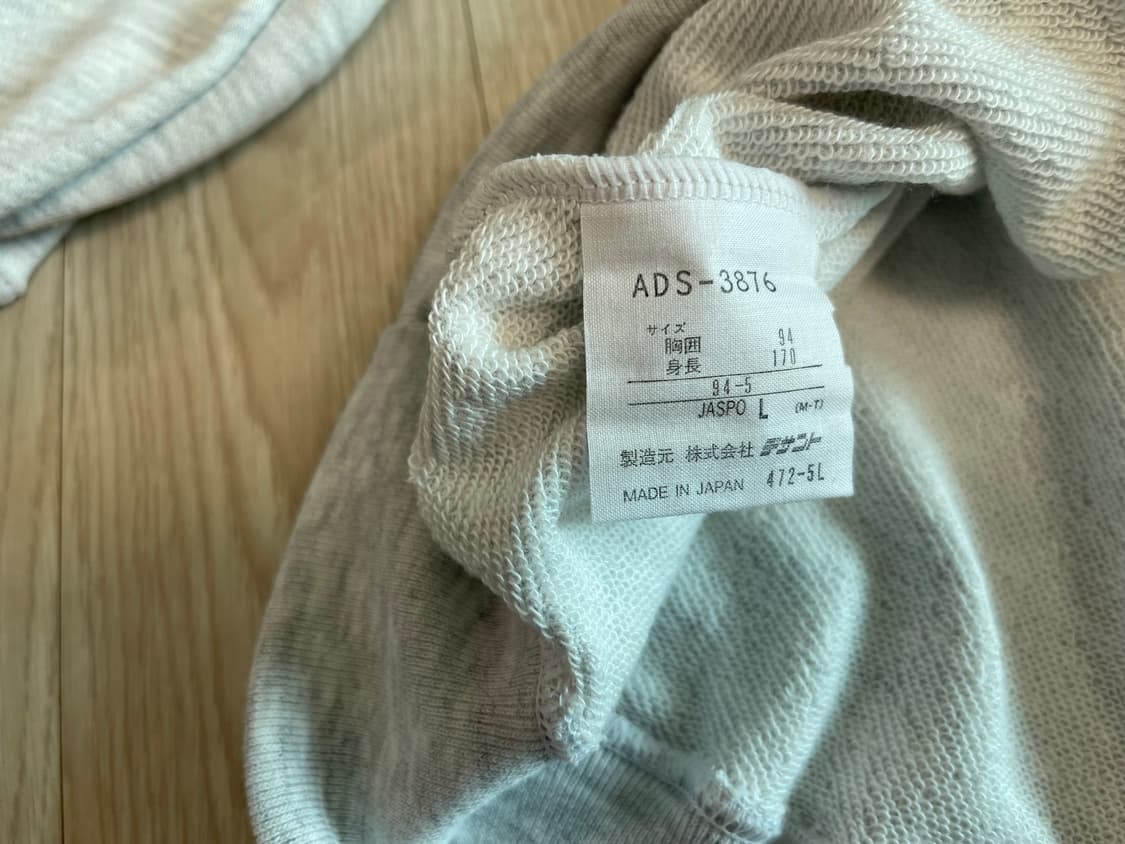 ADS-3876
サイズ
胸囲 94
身長 170
94-5
JASPO L (M-T)
製造元 株式会社 デサント
MADE IN JAPAN 472-5L